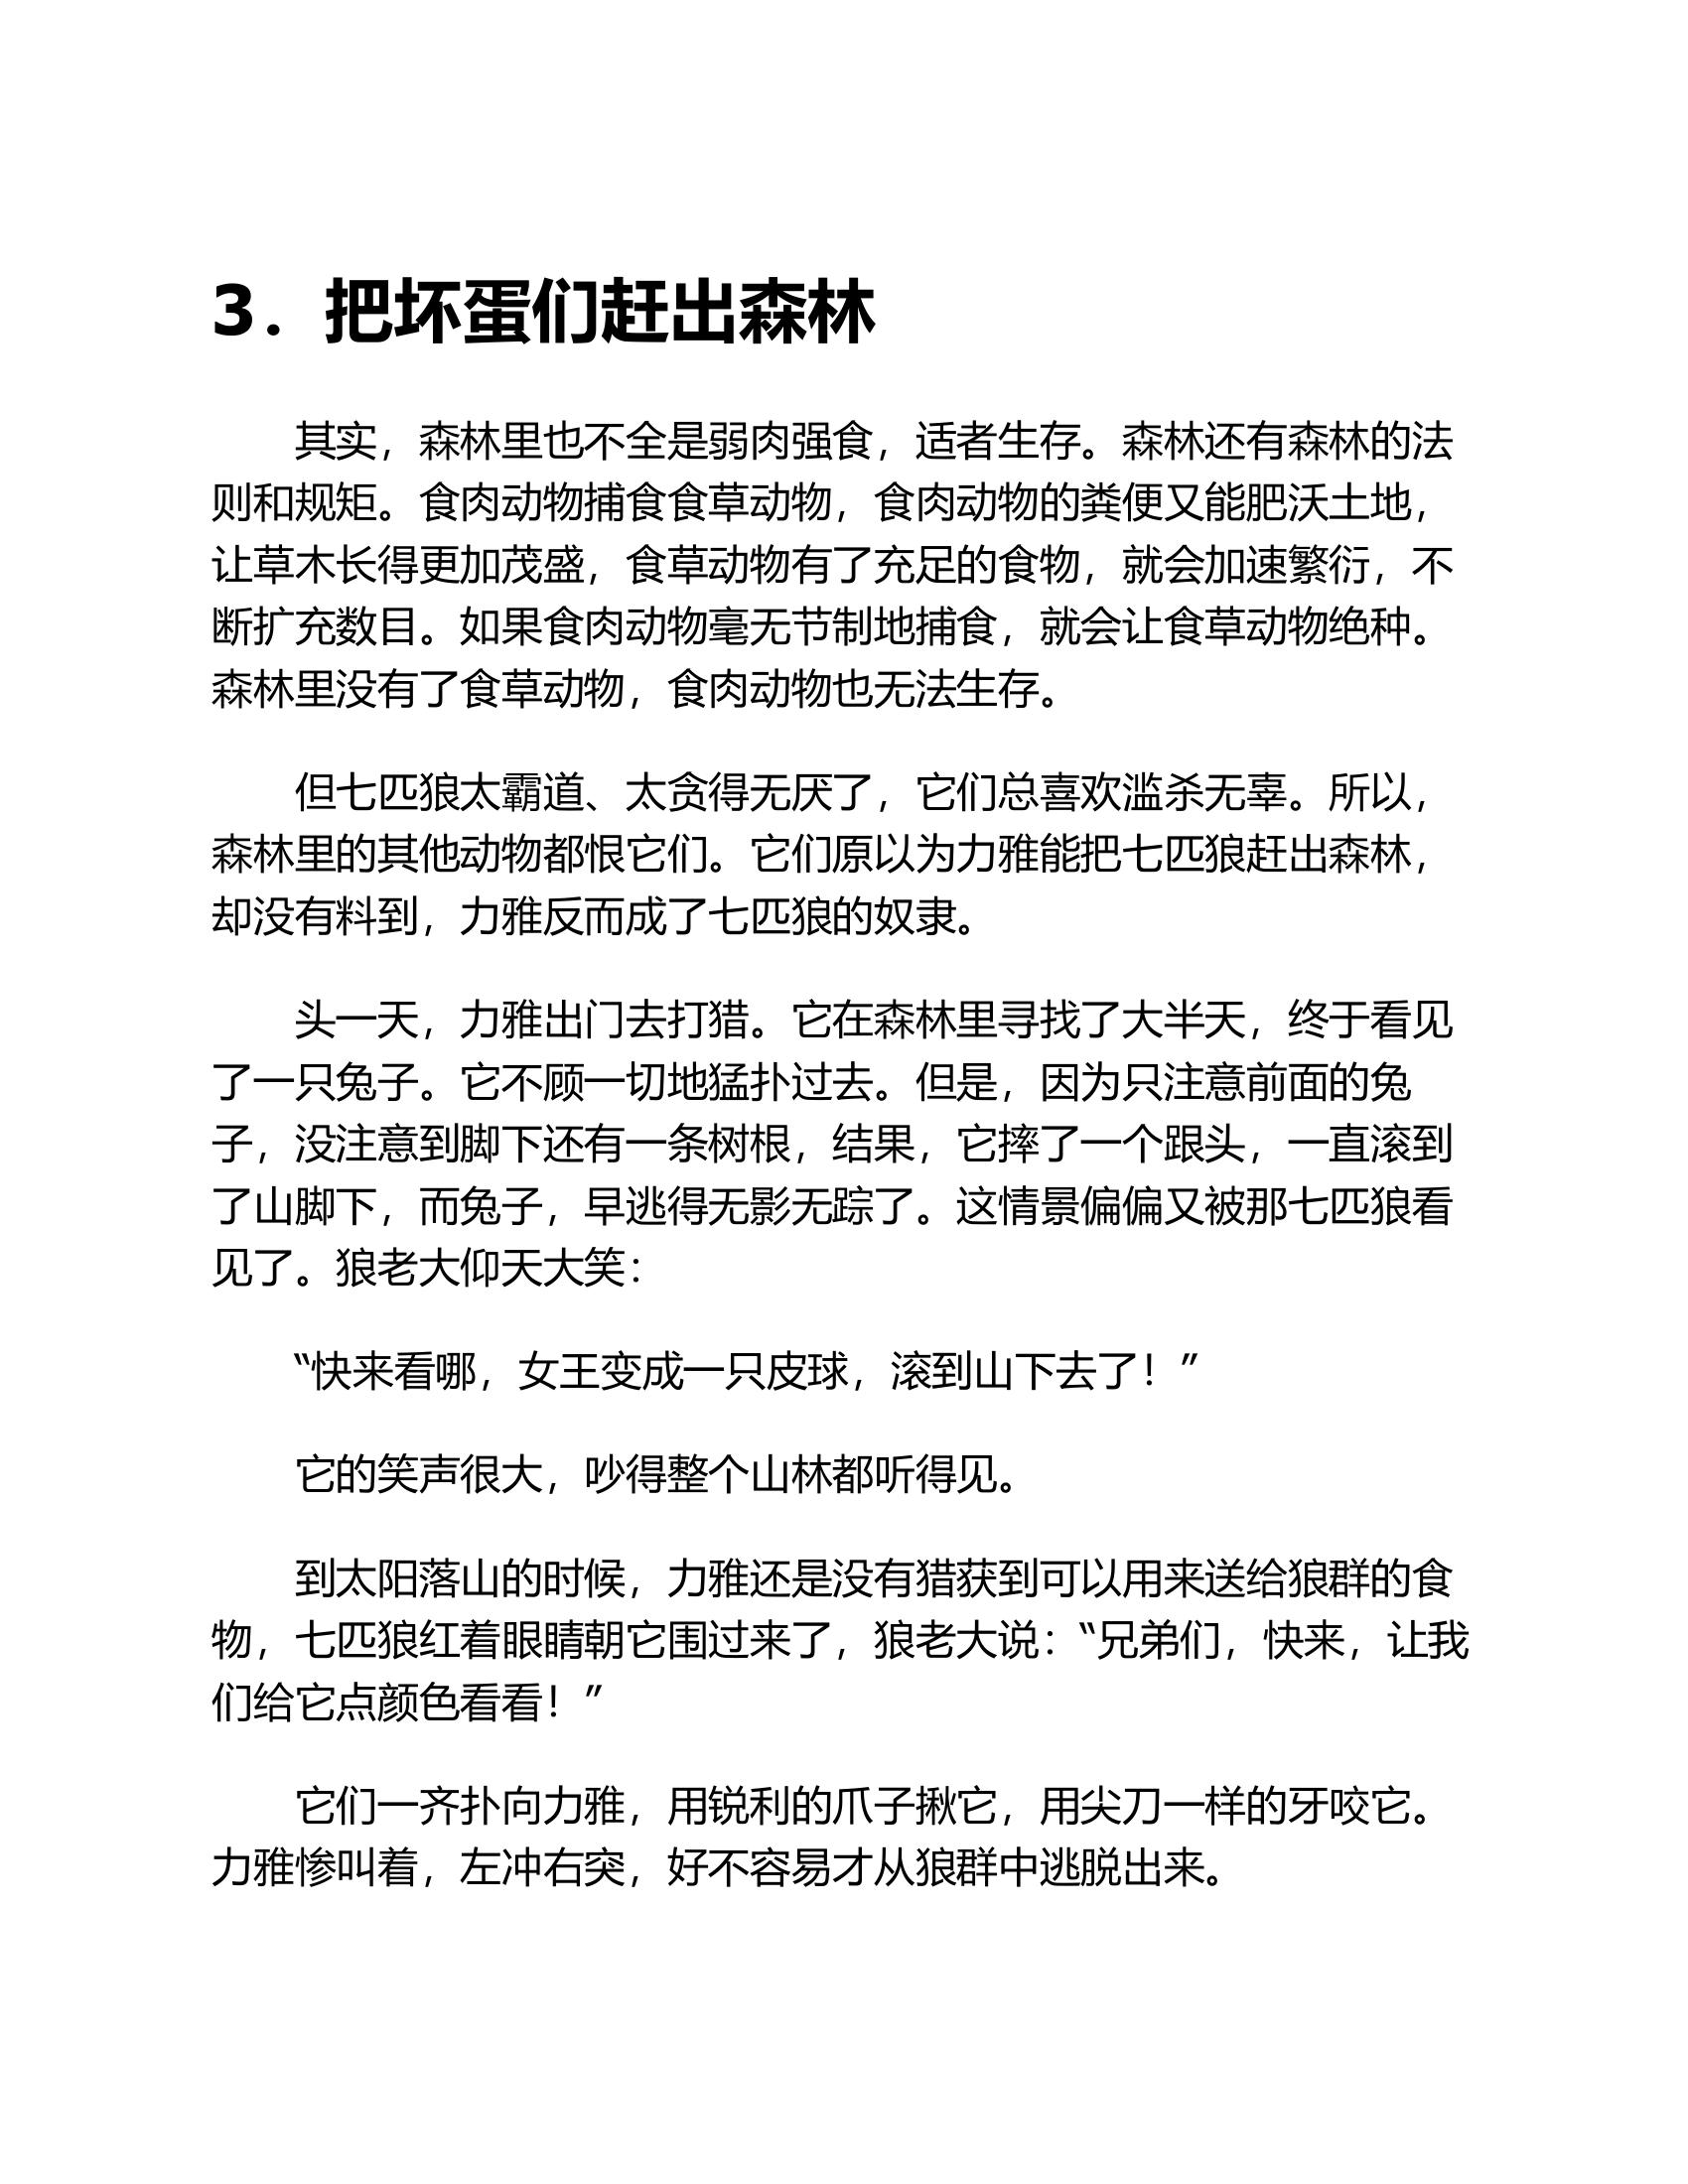 3．把坏蛋们赶出森林
其实，森林里也不全是弱肉强食，适者生存。森林还有森林的法
则和规矩。食肉动物捕食食草动物，食肉动物的粪便又能肥沃土地，
让草木长得更加茂盛，食草动物有了充足的食物，就会加速繁衍，不
断扩充数目。如果食肉动物毫无节制地捕食，就会让食草动物绝种。
森林里没有了食草动物，食肉动物也无法生存。
但七匹狼太霸道、太贪得无厌了，它们总喜欢滥杀无辜。所以，
森林里的其他动物都恨它们。它们原以为力雅能把七匹狼赶出森林，
却没有料到，力雅反而成了七匹狼的奴隶。
头一天，力雅出门去打猎。它在森林里寻找了大半天，终于看见
了一只兔子。它不顾一切地猛扑过去。但是，因为只注意前面的兔
子，没注意到脚下还有一条树根，结果，它摔了一个跟头，一直滚到
了山脚下，而兔子，早逃得无影无踪了。这情景偏偏又被那七匹狼看
见了。狼老大仰天大笑：
“快来看哪，女王变成一只皮球，滚到山下去了！”
它的笑声很大，吵得整个山林都听得见。
到太阳落山的时候，力雅还是没有猎获到可以用来送给狼群的食
物，七匹狼红着眼睛朝它围过来了，狼老大说：“兄弟们，快来，让我
们给它点颜色看看！”
它们一齐扑向力雅，用锐利的爪子揪它，用尖刀一样的牙咬它。
力雅惨叫着，左冲右突，好不容易才从狼群中逃脱出来。